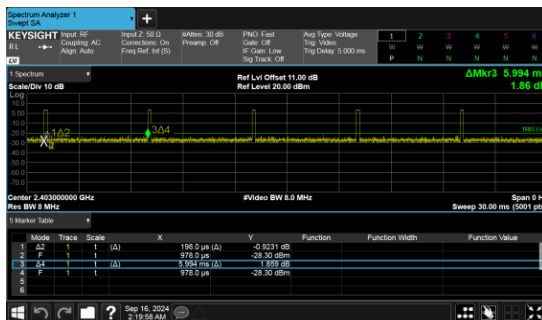 Spectrum Analyzer 1
Swept SA
+
KEYSIGHT Input: RF Input Z: 50 Ω #Atten: 30 dB PNO: Fast Avg Type: Voltage 1 2 3 4 5 6
RL Coupling: AC Corrections: On Preamp: Off Gate: Off Trig: Video W W W W W W
Align: Auto Freq Ref: Int (S) IF Gain: Low Trig Delay: 5.000 ms P N N N N N
Sig Track: Off
1 Spectrum Ref Lvl Offset 11.00 dB ΔMkr3 5.994 m
Scale/Div 10 dB Ref Level 20.00 dBm 1.86 d
Log
10.0
0.00
-10.0
-20.0 1Δ2 3Δ4 TRIG LV
-30.0
-40.0
-50.0
-60.0
-70.0
Center 2.403000000 GHz #Video BW 8.0 MHz Span 0 H
Res BW 8 MHz Sweep 30.00 ms (5001 pts
5 Marker Table
Mode Trace Scale X Y Function Function Width Function Value
1 Δ2 1 t (Δ) 198.0 µs (Δ) -0.9231 dB
2 F 1 t 978.0 µs -28.30 dBm
3 Δ4 1 t (Δ) 5.994 ms (Δ) 1.859 dB
4 F 1 t 978.0 µs -28.30 dBm
5
6
? Sep 16, 2024
2:19:58 AM